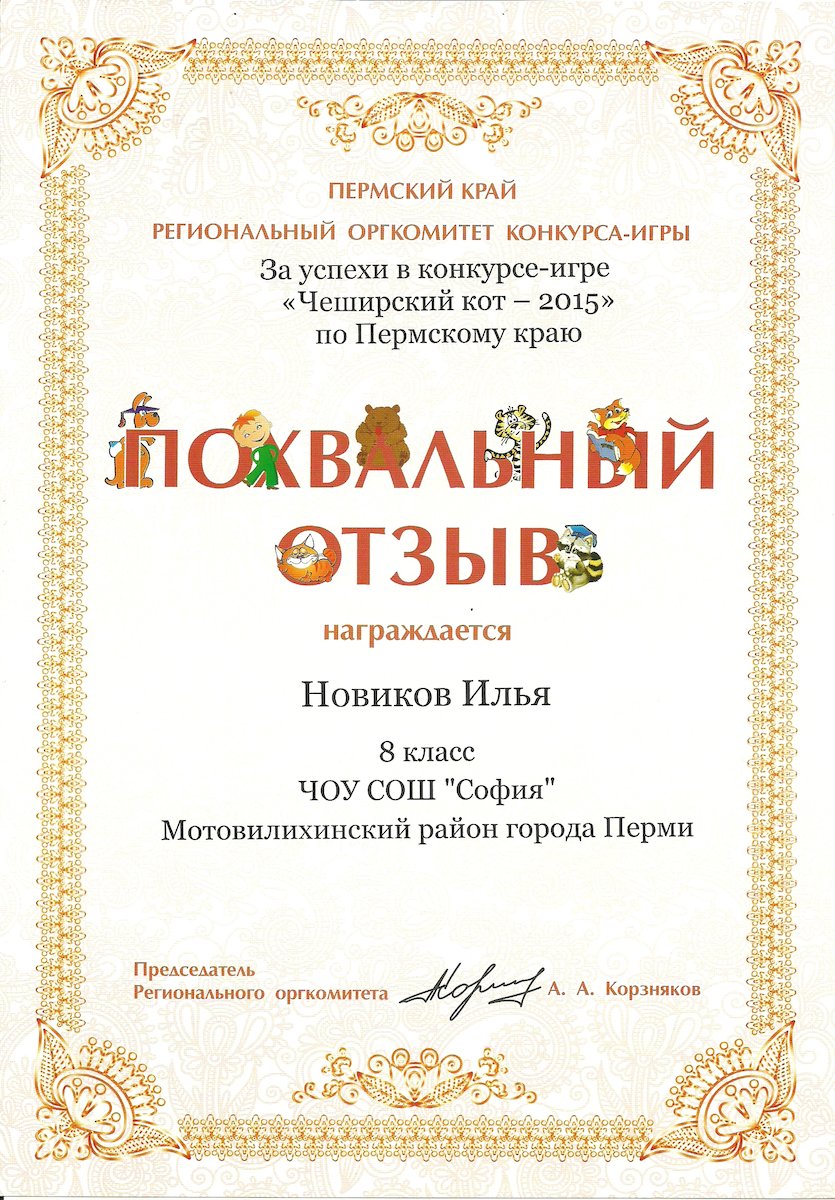 ПЕРМСКИЙ КРАЙ
РЕГИОНАЛЬНЫЙ ОРГКОМИТЕТ КОНКУРСА-ИГРЫ
За успехи в конкурсе-игре
«Чеширский кот – 2015»
по Пермскому краю
ПОХВАЛЬНЫЙ
ОТЗЫВ
награждается
Новиков Илья
8 класс
ЧОУ СОШ "София"
Мотовилихинский район города Перми
Председатель
Регионального оргкомитета А. А. Корзняков